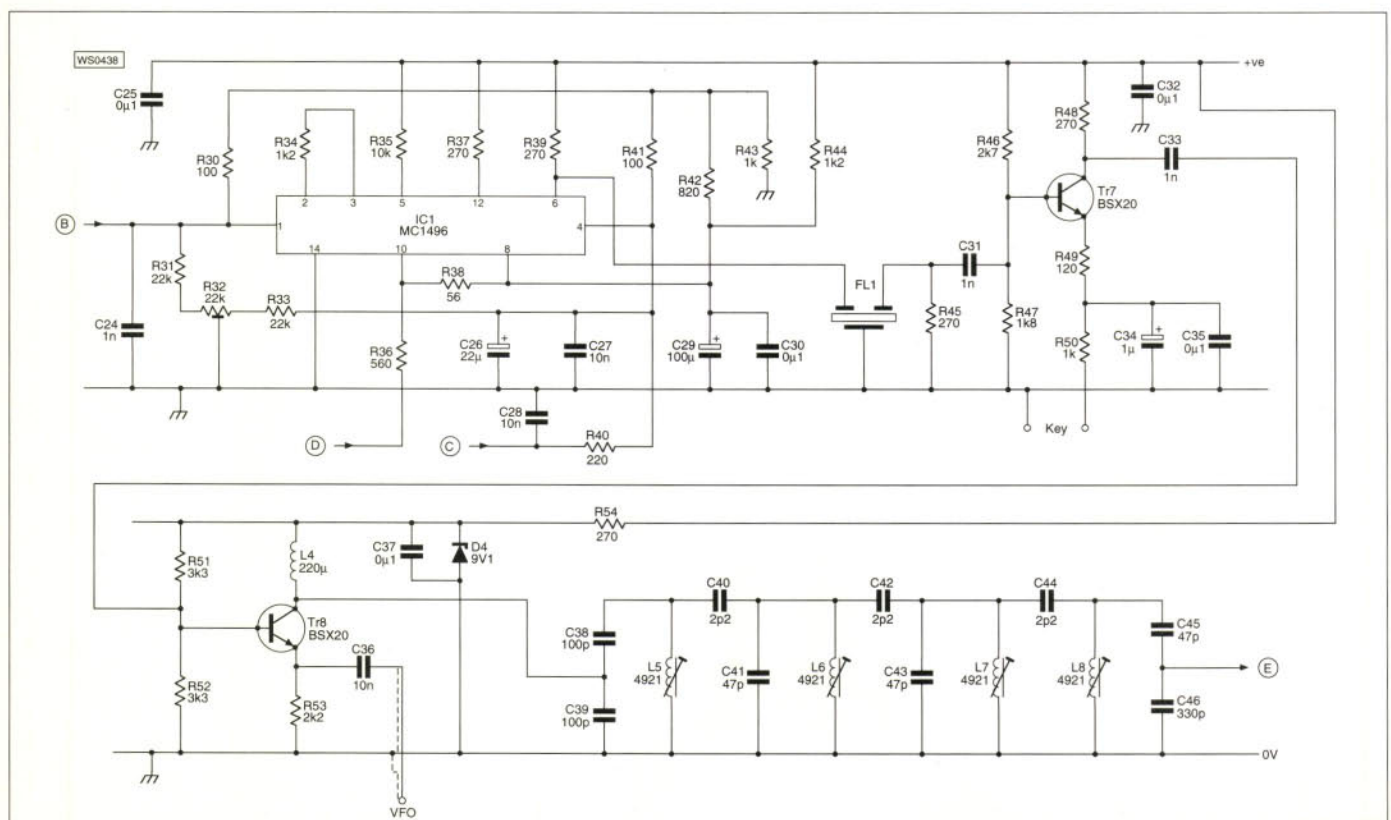 WS0438
+ve
C25
0µ1
R30
100
R34
1k2
R35
10k
R37
270
R39
270
R41
100
R42
820
R43
1k
R44
1k2
R46
2k7
R48
270
C32
0µ1
C33
1n
Tr7
BSX20
B
1
2
3
5
12
6
IC1
MC1496
4
14
10
8
R31
22k
R32
22k
R33
22k
R38
56
C24
1n
R36
560
C26
+
22µ
C27
10n
C29
+
100µ
C30
0µ1
FL1
C31
1n
R45
270
R47
1k8
R49
120
R50
1k
C34
+
1µ
C35
0µ1
C28
10n
D
C
R40
220
Key
R54
270
R51
3k3
L4
220µ
C37
0µ1
D4
9V1
Tr8
BSX20
C36
10n
R52
3k3
R53
2k2
VFO
C38
100p
C39
100p
L5
4921
C40
2p2
C41
47p
L6
4921
C42
2p2
C43
47p
L7
4921
C44
2p2
L8
4921
C45
47p
E
C46
330p
0V